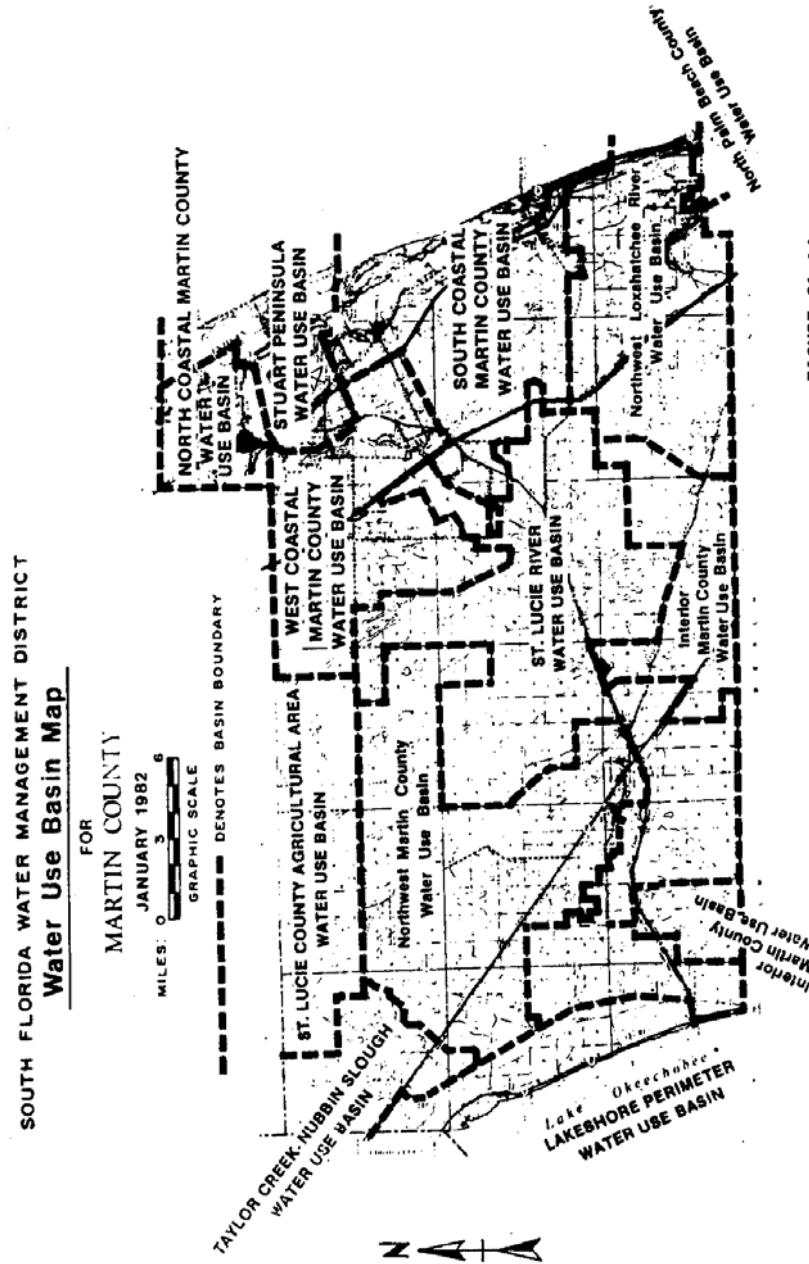 SOUTH FLORIDA WATER MANAGEMENT DISTRICT
Water Use Basin Map
FOR
MARTIN COUNTY
JANUARY 1982
MILES 0 3 6
GRAPHIC SCALE
DENOTES BASIN BOUNDARY
NORTH COASTAL MARTIN COUNTY
WATER
USE BASIN
STUART PENINSULA
WATER USE BASIN
WEST COASTAL
MARTIN COUNTY
WATER USE BASIN
ST. LUCIE COUNTY AGRICULTURAL AREA
WATER USE BASIN
SOUTH COASTAL
MARTIN COUNTY
WATER USE BASIN
Northwest Martin County
Water Use Basin
ST. LUCIE RIVER
WATER USE BASIN
Northwest Loxahatchee River
Water Use Basin
Interior
Martin County
Water Use Basin
TAYLOR CREEK-NUBBIN SLOUGH
WATER USE BASIN
Lake Okeechobee
LAKESHORE PERIMETER
WATER USE BASIN
Interior
Martin County
Water Use Basin
North Palm Beach County
Water Use Basin
N